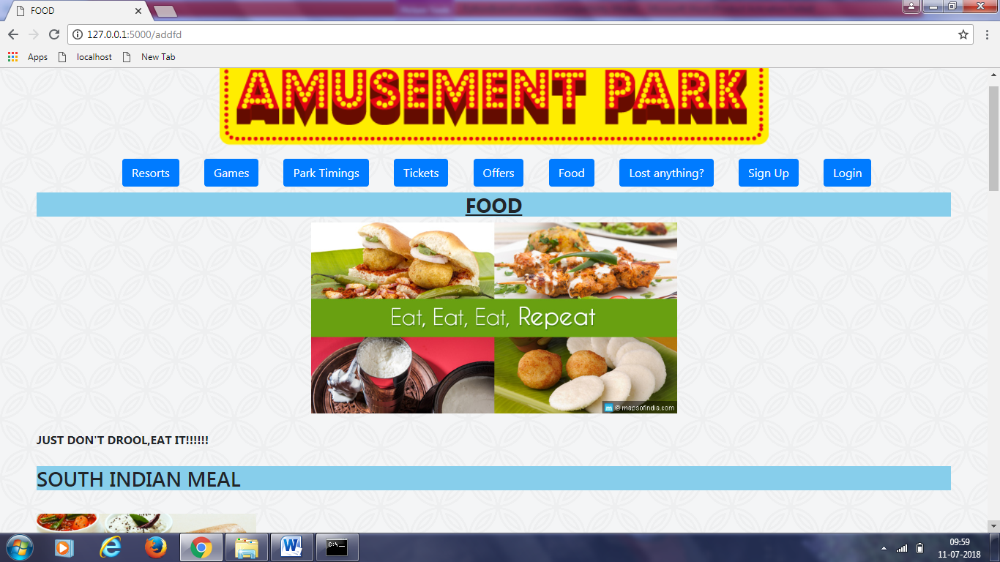 FOOD
127.0.0.1:5000/addfd
Apps localhost New Tab
AMUSEMENT PARK
Resorts Games Park Timings Tickets Offers Food Lost anything? Sign Up Login
FOOD
Eat, Eat, Eat, Repeat
m © mapsofindia.com
JUST DON'T DROOL,EAT IT!!!!!!
SOUTH INDIAN MEAL
W C:\
09:59
11-07-2018